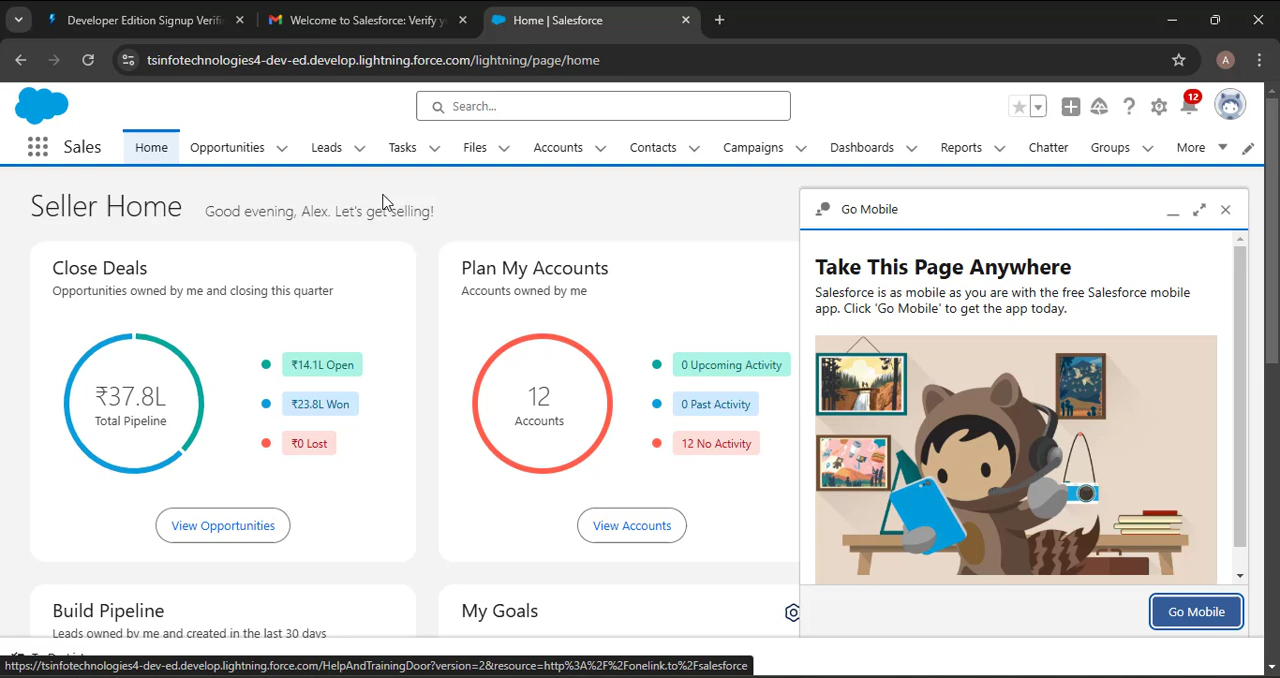 Developer Edition Signup Verifi
Welcome to Salesforce: Verify y
Home | Salesforce
tsinfotechnologies4-dev-ed.develop.lightning.force.com/lightning/page/home
A
Search...
12
Sales
Home
Opportunities
Leads
Tasks
Files
Accounts
Contacts
Campaigns
Dashboards
Reports
Chatter
Groups
More
Seller Home
Good evening, Alex. Let's get selling!
Close Deals
Opportunities owned by me and closing this quarter
₹37.8L
Total Pipeline
₹14.1L Open
₹23.8L Won
₹0 Lost
View Opportunities
Plan My Accounts
Accounts owned by me
12
Accounts
0 Upcoming Activity
0 Past Activity
12 No Activity
View Accounts
Go Mobile
Take This Page Anywhere
Salesforce is as mobile as you are with the free Salesforce mobile
app. Click 'Go Mobile' to get the app today.
Go Mobile
Build Pipeline
Leads owned by me and created in the last 30 days
My Goals
https://tsinfotechnologies4-dev-ed.develop.lightning.force.com/HelpAndTrainingDoor?version=2&resource=http%3A%2F%2Fonelink.to%2Fsalesforce